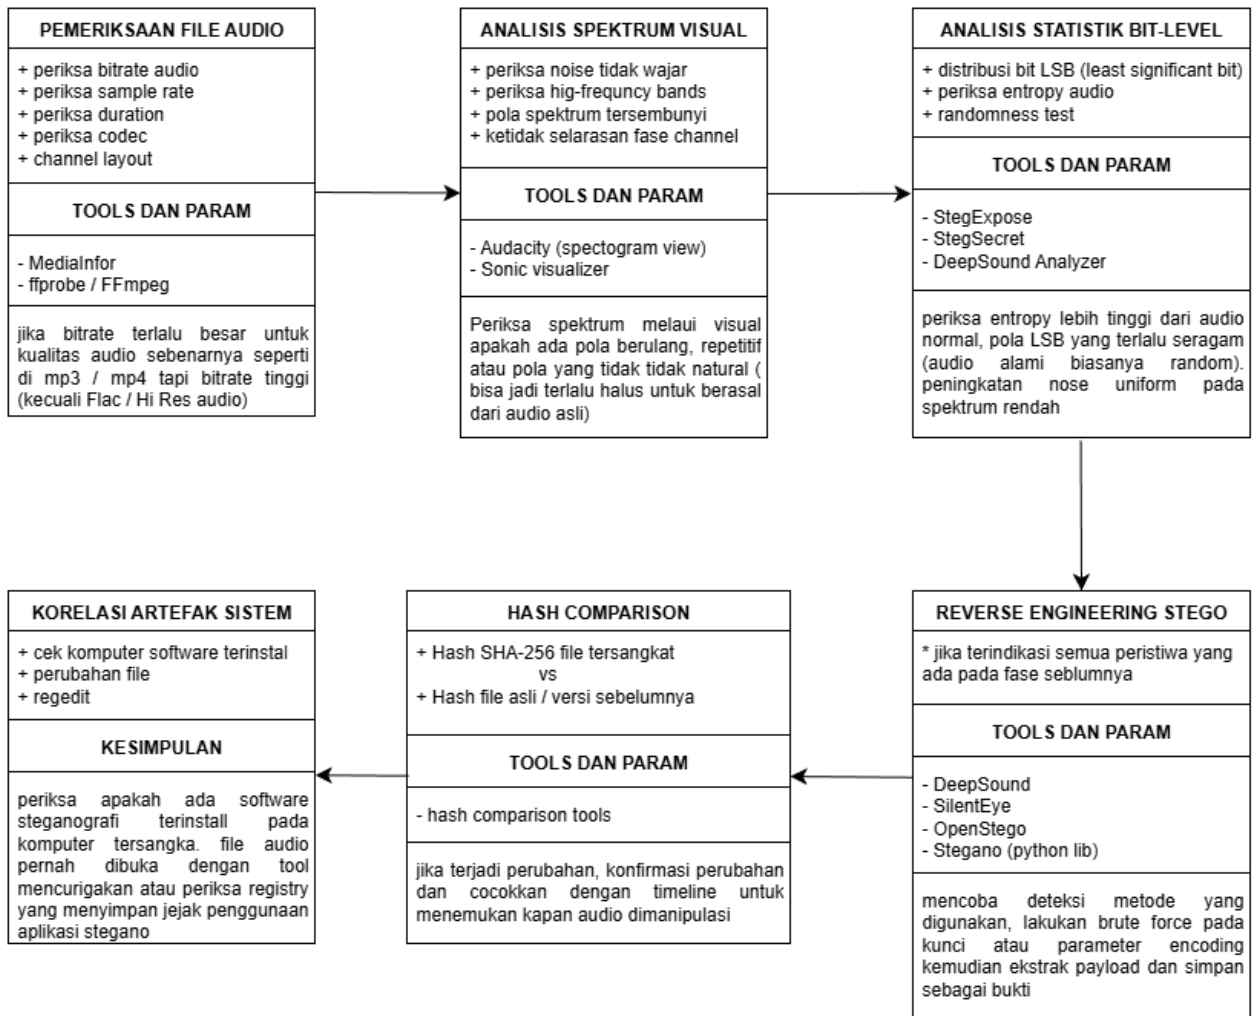 PEMERIKSAAN FILE AUDIO
+ periksa bitrate audio
+ periksa sample rate
+ periksa duration
+ periksa codec
+ channel layout
TOOLS DAN PARAM
- MediaInfor
- ffprobe / FFmpeg
jika bitrate terlalu besar untuk
kualitas audio sebenarnya seperti
di mp3 / mp4 tapi bitrate tinggi
(kecuali Flac / Hi Res audio)
ANALISIS SPEKTRUM VISUAL
+ periksa noise tidak wajar
+ periksa hig-frequncy bands
+ pola spektrum tersembunyi
+ ketidak selarasan fase channel
TOOLS DAN PARAM
- Audacity (spectogram view)
- Sonic visualizer
Periksa spektrum melaui visual
apakah ada pola berulang, repetitif
atau pola yang tidak tidak natural (
bisa jadi terlalu halus untuk berasal
dari audio asli)
ANALISIS STATISTIK BIT-LEVEL
+ distribusi bit LSB (least significant bit)
+ periksa entropy audio
+ randomness test
TOOLS DAN PARAM
- StegExpose
- StegSecret
- DeepSound Analyzer
periksa entropy lebih tinggi dari audio
normal, pola LSB yang terlalu seragam
(audio alami biasanya random).
peningkatan nose uniform pada
spektrum rendah
REVERSE ENGINEERING STEGO
* jika terindikasi semua peristiwa yang
ada pada fase seblumnya
TOOLS DAN PARAM
- DeepSound
- SilentEye
- OpenStego
- Stegano (python lib)
mencoba deteksi metode yang
digunakan, lakukan brute force pada
kunci atau parameter encoding
kemudian ekstrak payload dan simpan
sebagai bukti
HASH COMPARISON
+ Hash SHA-256 file tersangkat
vs
+ Hash file asli / versi sebelumnya
TOOLS DAN PARAM
- hash comparison tools
jika terjadi perubahan, konfirmasi perubahan
dan cocokkan dengan timeline untuk
menemukan kapan audio dimanipulasi
KORELASI ARTEFAK SISTEM
+ cek komputer software terinstal
+ perubahan file
+ regedit
KESIMPULAN
periksa apakah ada software
steganografi terinstall pada
komputer tersangka. file audio
pernah dibuka dengan tool
mencurigakan atau periksa registry
yang menyimpan jejak penggunaan
aplikasi stegano